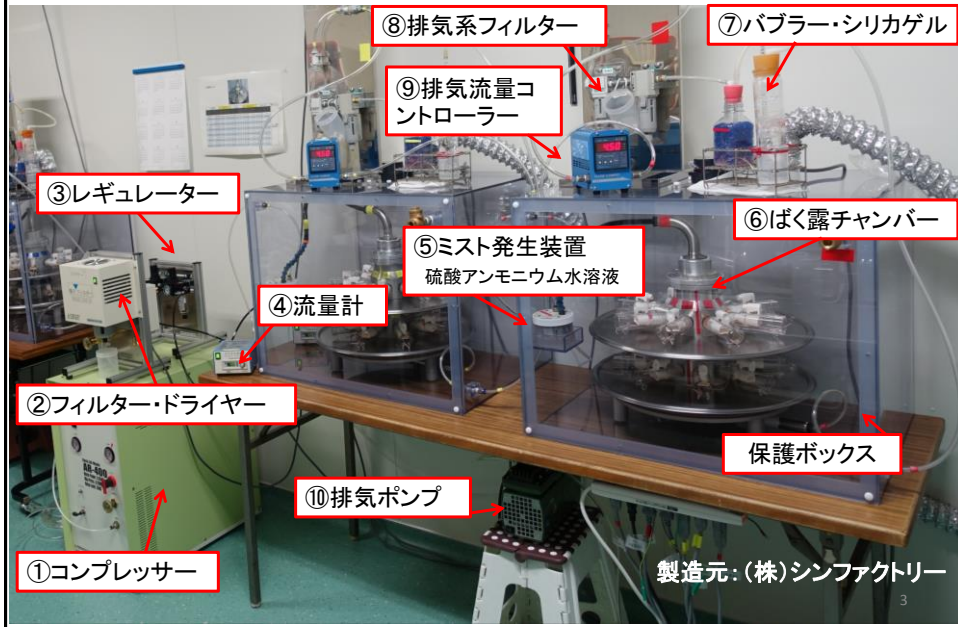 ⑧排気系フィルター
⑦バブラー・シリカゲル
⑨排気流量コ
ントローラー
③レギュレーター
⑥ばく露チャンバー
⑤ミスト発生装置
硫酸アンモニウム水溶液
④流量計
②フィルター・ドライヤー
保護ボックス
⑩排気ポンプ
①コンプレッサー
製造元:(株)シンファクトリー
3
AR-400
4.50
4.50